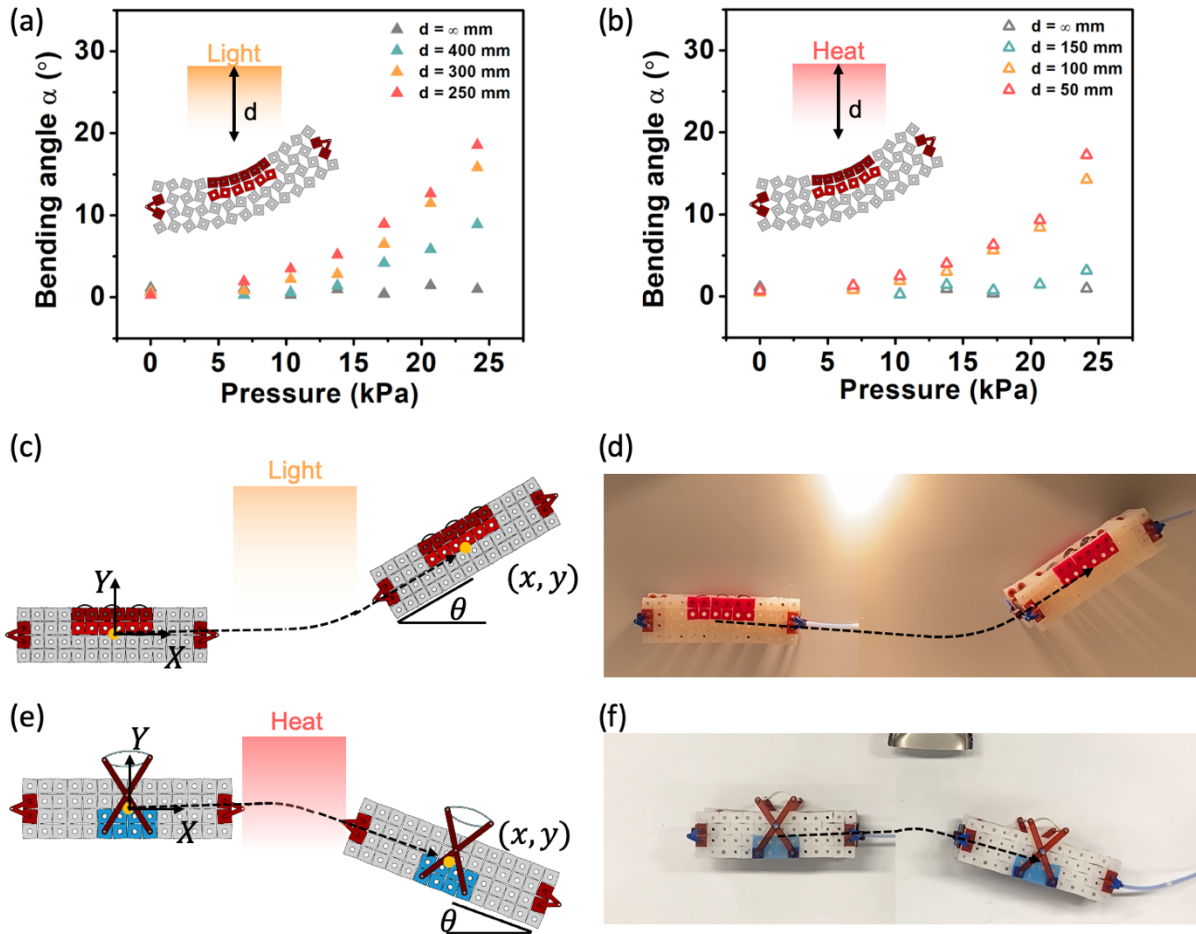 (a)
Bending angle α (°)
30
20
10
0
Light
d
d = ∞ mm
d = 400 mm
d = 300 mm
d = 250 mm
0 5 10 15 20 25
Pressure (kPa)
(b)
Bending angle α (°)
30
20
10
0
Heat
d
d = ∞ mm
d = 150 mm
d = 100 mm
d = 50 mm
0 5 10 15 20 25
Pressure (kPa)
(c)
Light
Y
X
(x, y)
θ
(d)
(e)
Heat
Y
X
(x, y)
θ
(f)